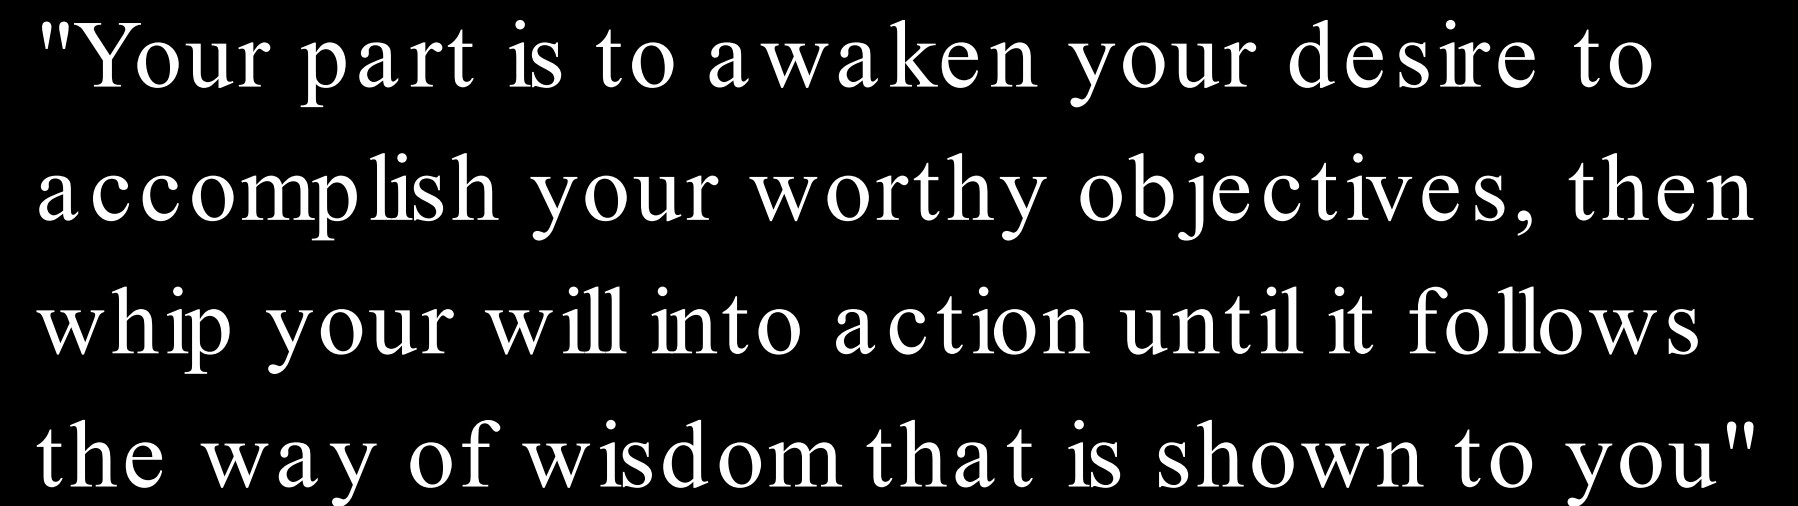 "Your part is to awaken your desire to
accomplish your worthy objectives, then
whip your will into action until it follows
the way of wisdom that is shown to you"